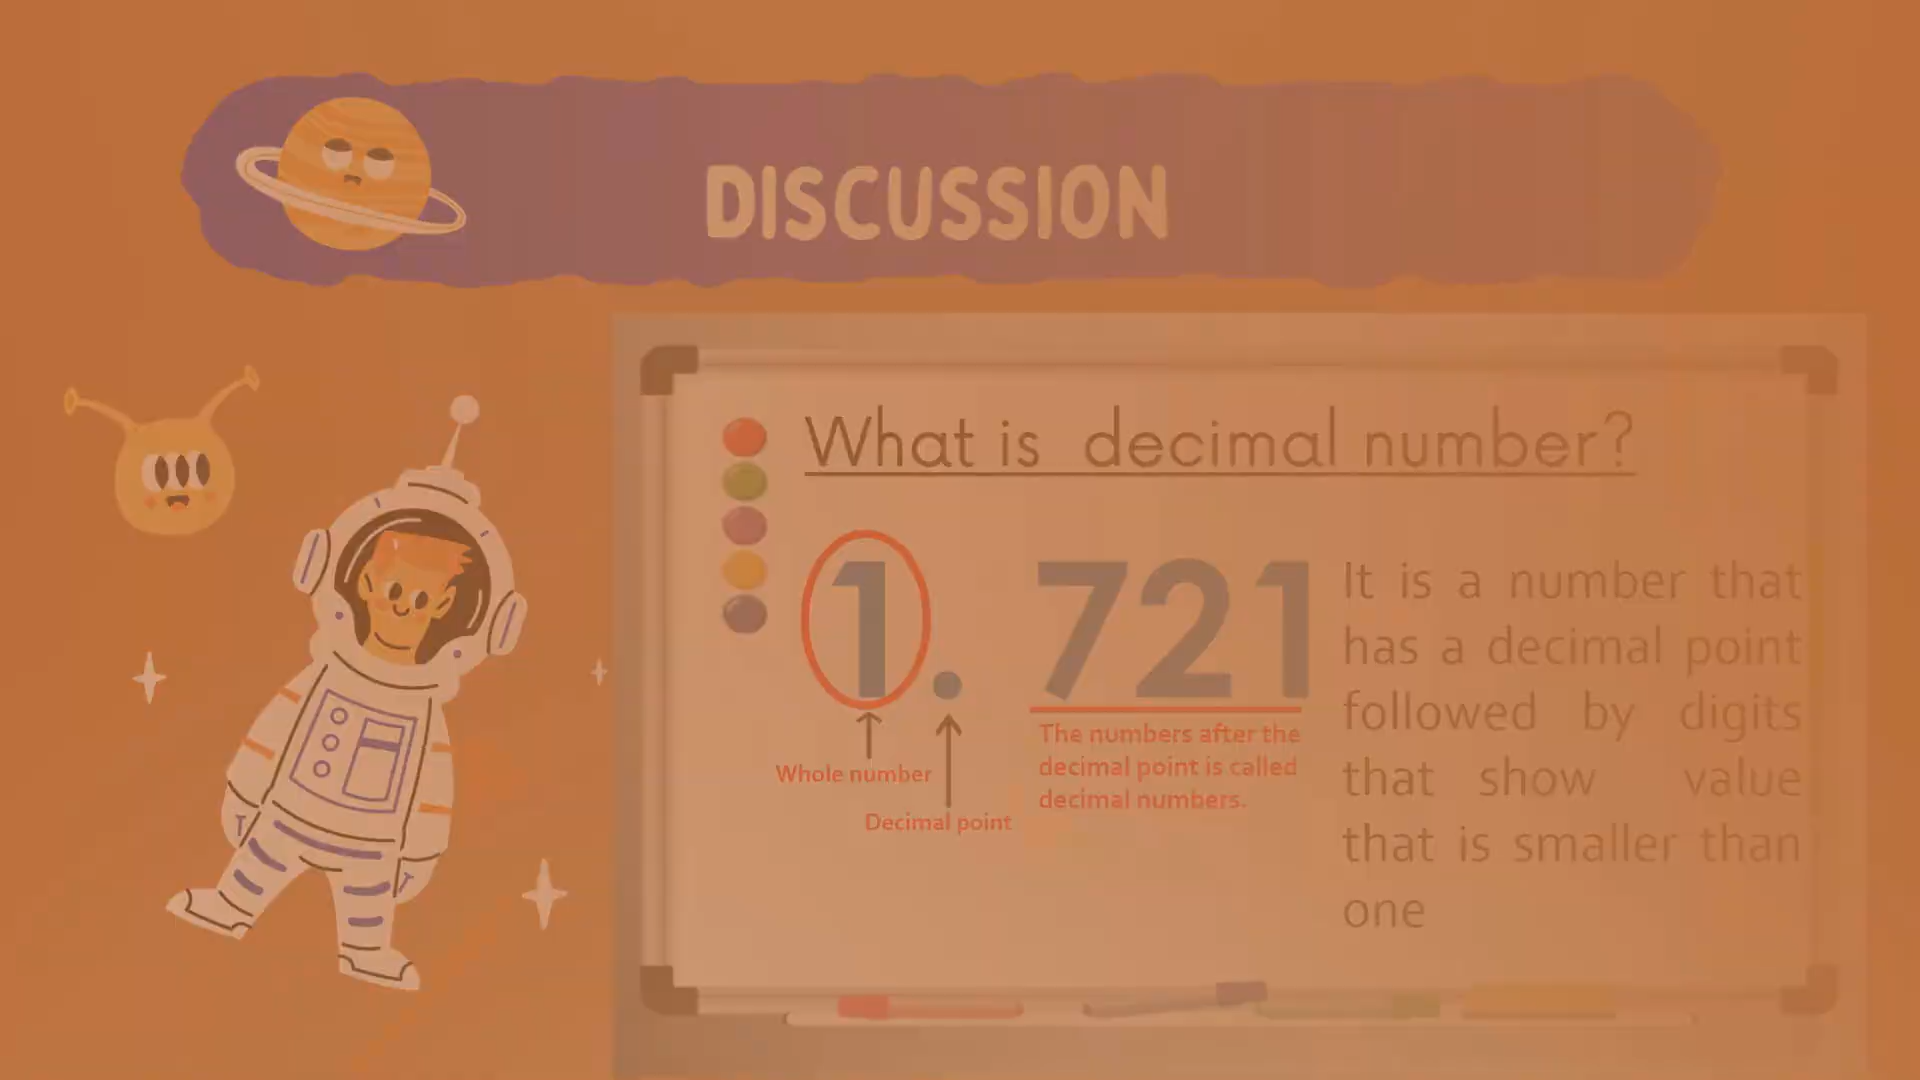 DISCUSSION
What is decimal number?
1. 721
Whole number
Decimal point
The numbers after the
decimal point is called
decimal numbers.
It is a number that
has a decimal point
followed by digits
that show value
that is smaller than
one